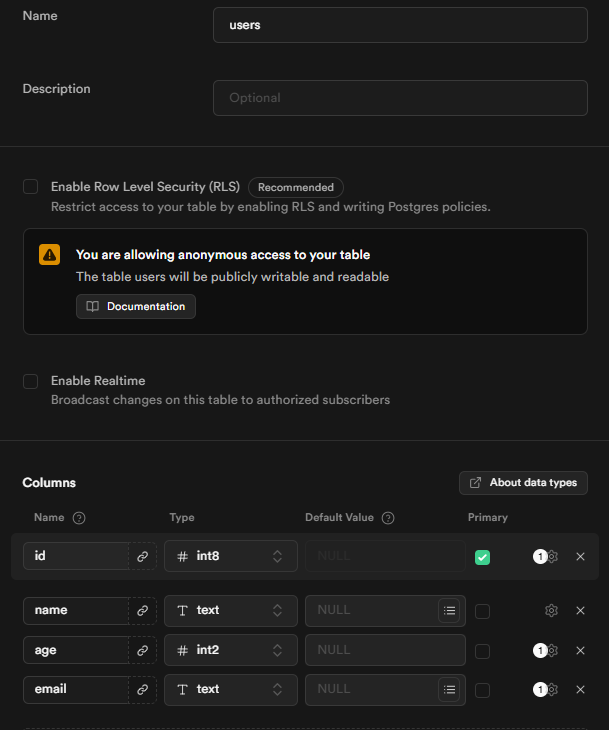 Name
users
Description
Optional
Enable Row Level Security (RLS) Recommended
Restrict access to your table by enabling RLS and writing Postgres policies.
You are allowing anonymous access to your table
The table users will be publicly writable and readable
Documentation
Enable Realtime
Broadcast changes on this table to authorized subscribers
Columns About data types
Name Type Default Value Primary
id # int8 NULL 1
name T text NULL
age # int2 NULL 1
email T text NULL 1